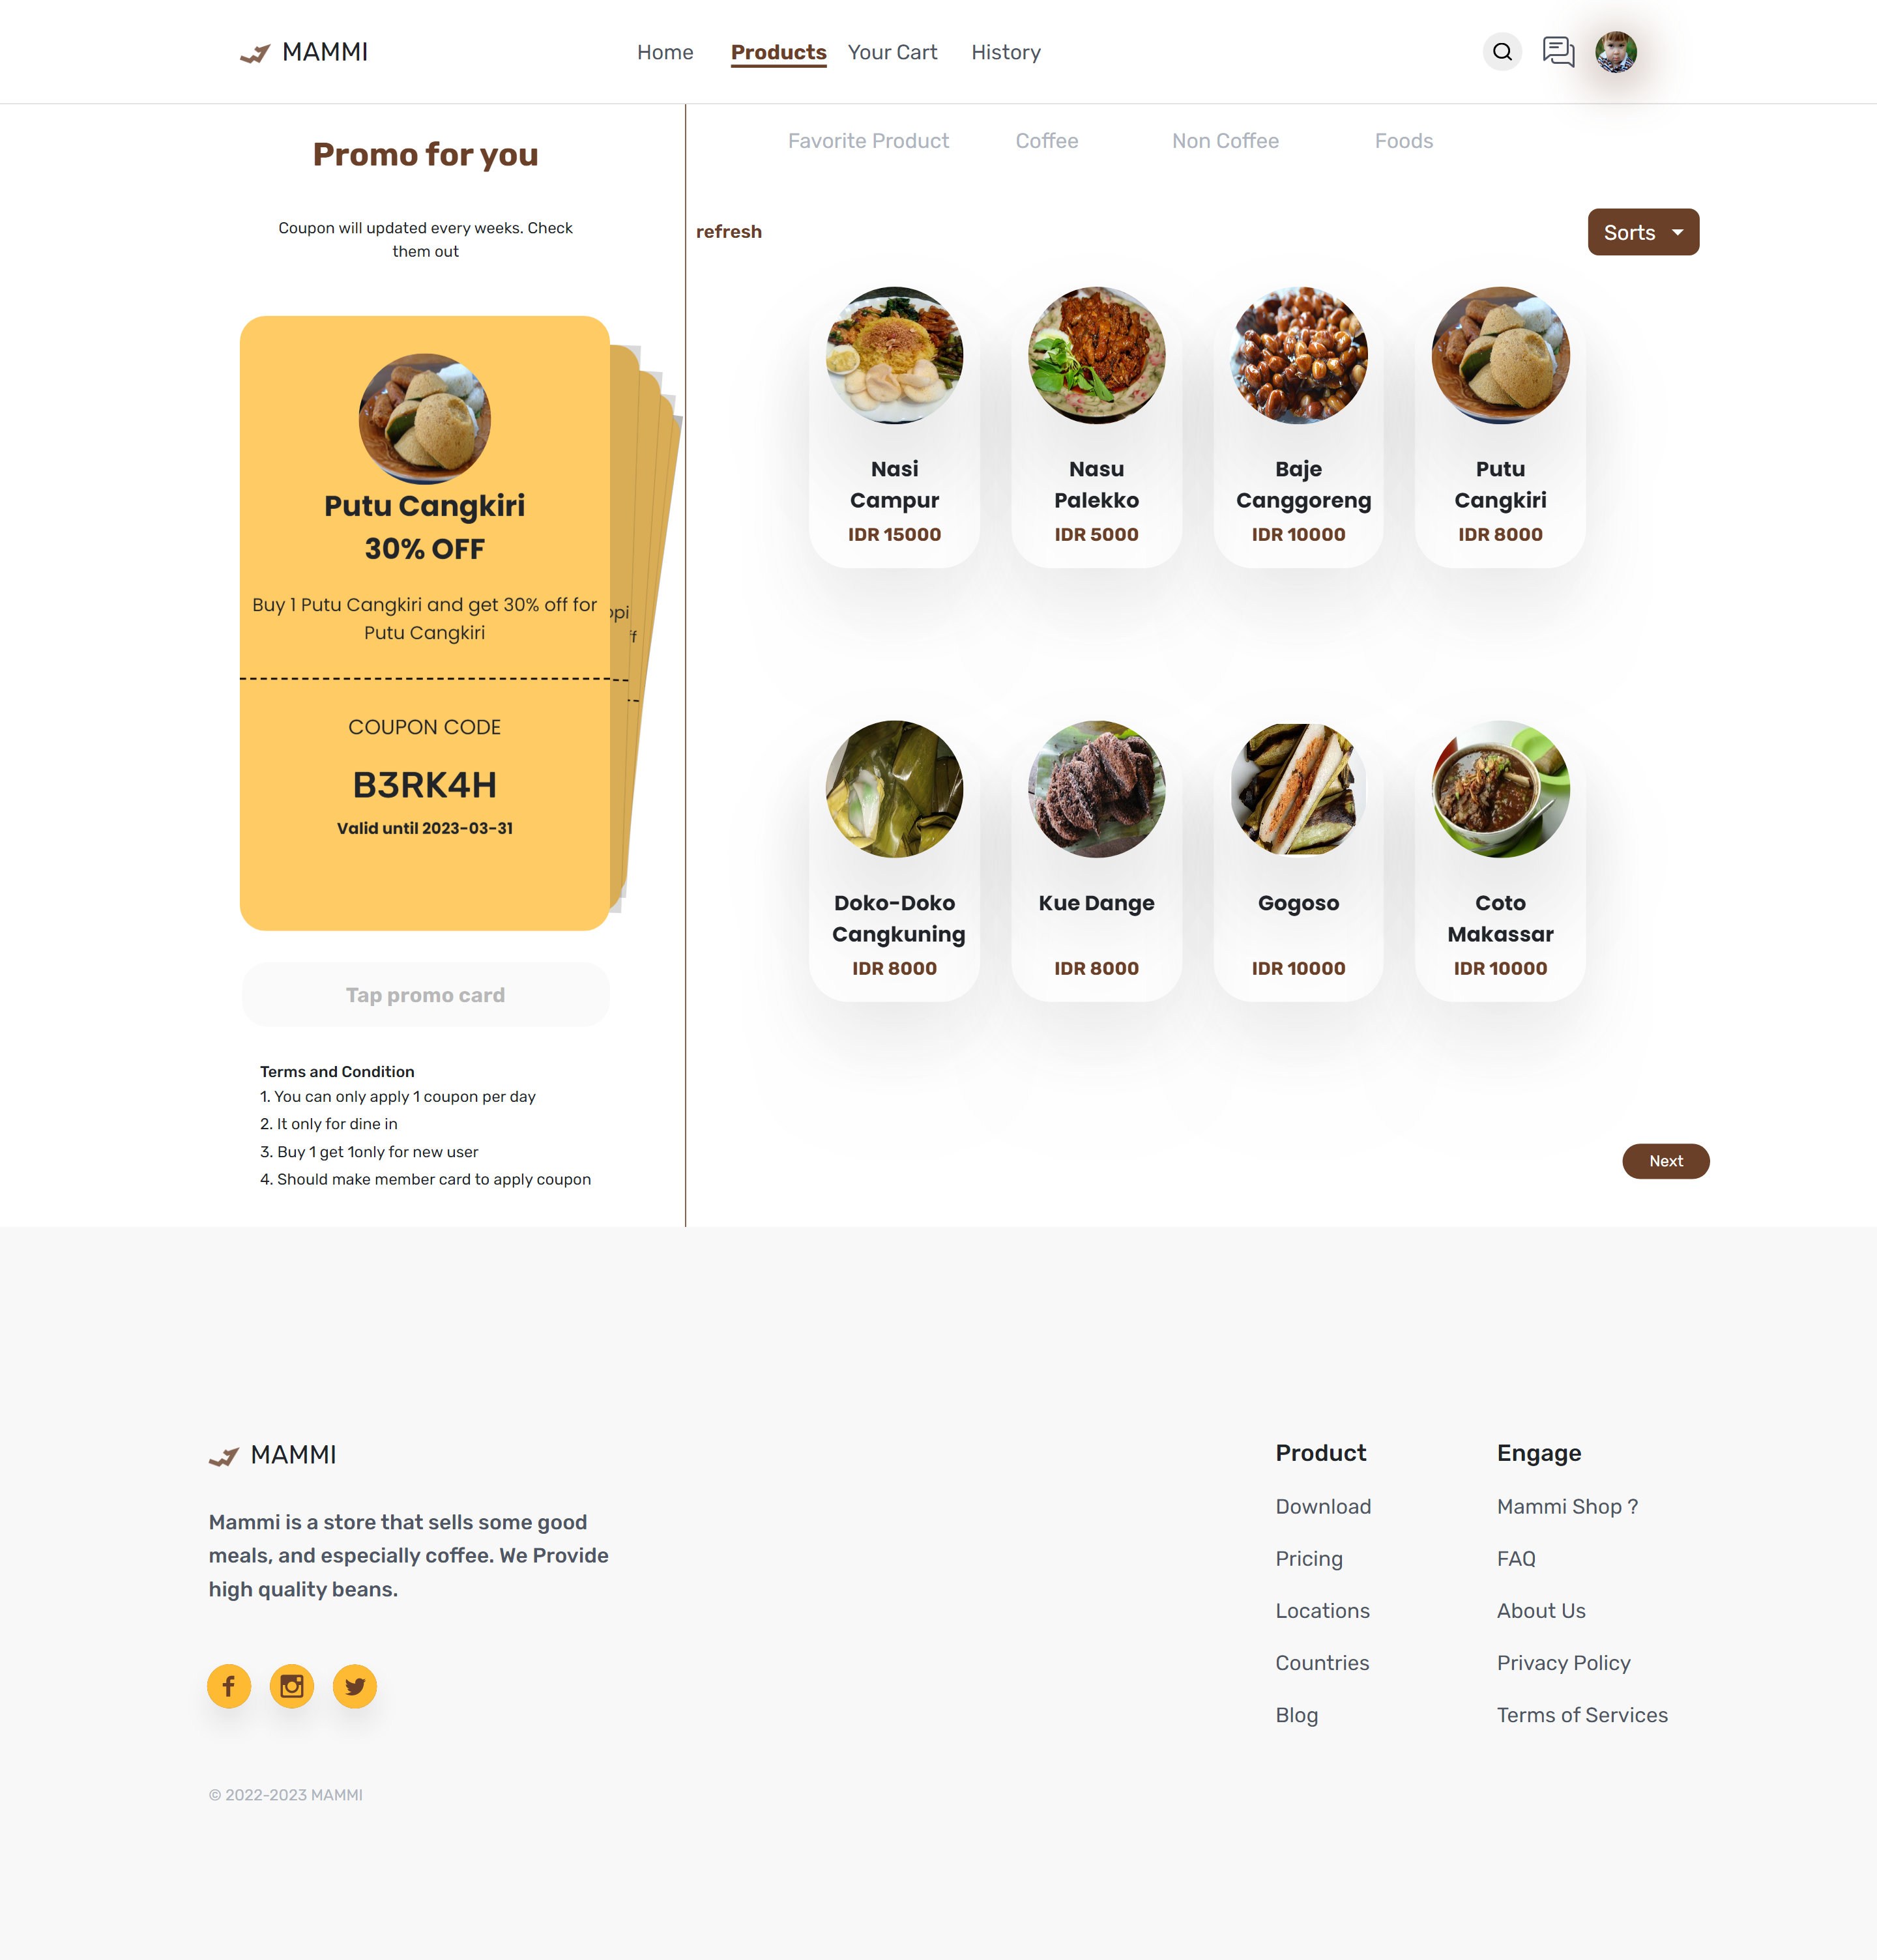 MAMMI
Home
Products
Your Cart
History
Promo for you
Coupon will updated every weeks. Check
them out
Putu Cangkiri
30% OFF
Buy 1 Putu Cangkiri and get 30% off for
Putu Cangkiri
COUPON CODE
B3RK4H
Valid until 2023-03-31
Tap promo card
Terms and Condition
1. You can only apply 1 coupon per day
2. It only for dine in
3. Buy 1 get 1only for new user
4. Should make member card to apply coupon
Favorite Product
Coffee
Non Coffee
Foods
refresh
Sorts
Nasi
Campur
IDR 15000
Nasu
Palekko
IDR 5000
Baje
Canggoreng
IDR 10000
Putu
Cangkiri
IDR 8000
Doko-Doko
Cangkuning
IDR 8000
Kue Dange
IDR 8000
Gogoso
IDR 10000
Coto
Makassar
IDR 10000
Next
MAMMI
Mammi is a store that sells some good
meals, and especially coffee. We Provide
high quality beans.
© 2022-2023 MAMMI
Product
Download
Pricing
Locations
Countries
Blog
Engage
Mammi Shop ?
FAQ
About Us
Privacy Policy
Terms of Services